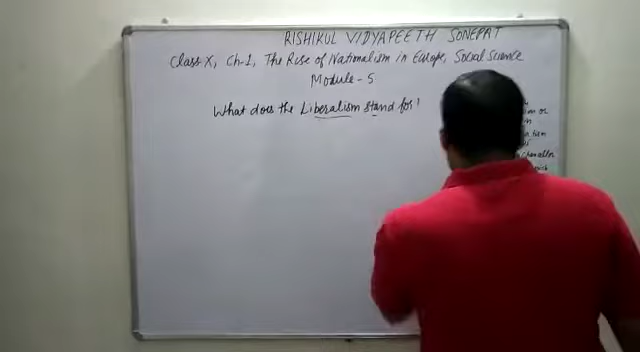 RISHIKUL VIDYAPEETH SONEPAT
Class X, Ch-1, The Rise of Nationalism in Europe, Social Science
Module - 5
What does the Liberalism stand for!